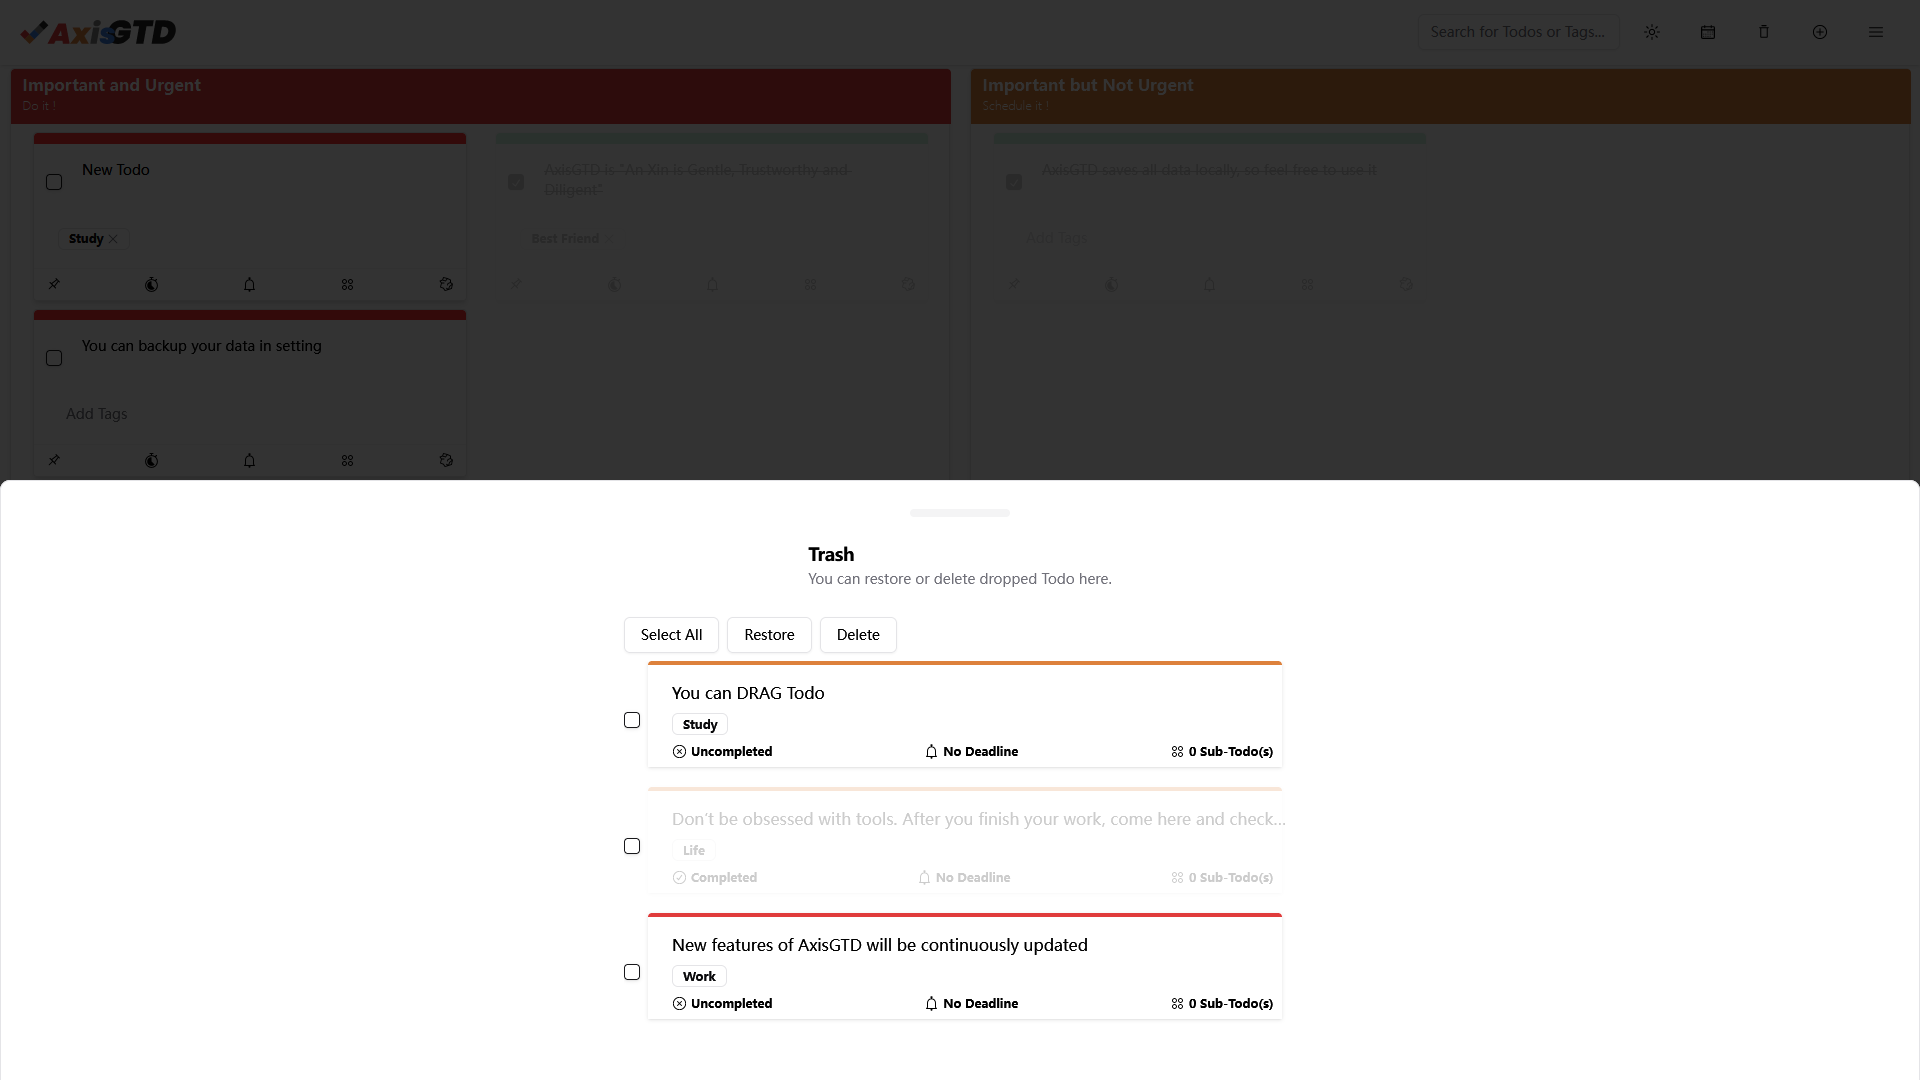 AxisGTD
Search for Todos or Tags...
Important and Urgent
Do it !
Important but Not Urgent
Schedule it !
New Todo
Study
AxisGTD is "An Xin is Gentle, Trustworthy and
Diligent"
Best Friend
AxisGTD saves all data locally, so feel free to use it
Add Tags
You can backup your data in setting
Add Tags
Trash
You can restore or delete dropped Todo here.
Select All
Restore
Delete
You can DRAG Todo
Study
Uncompleted
No Deadline
0 Sub-Todo(s)
Don't be obsessed with tools. After you finish your work, come here and check...
Life
Completed
No Deadline
0 Sub-Todo(s)
New features of AxisGTD will be continuously updated
Work
Uncompleted
No Deadline
0 Sub-Todo(s)